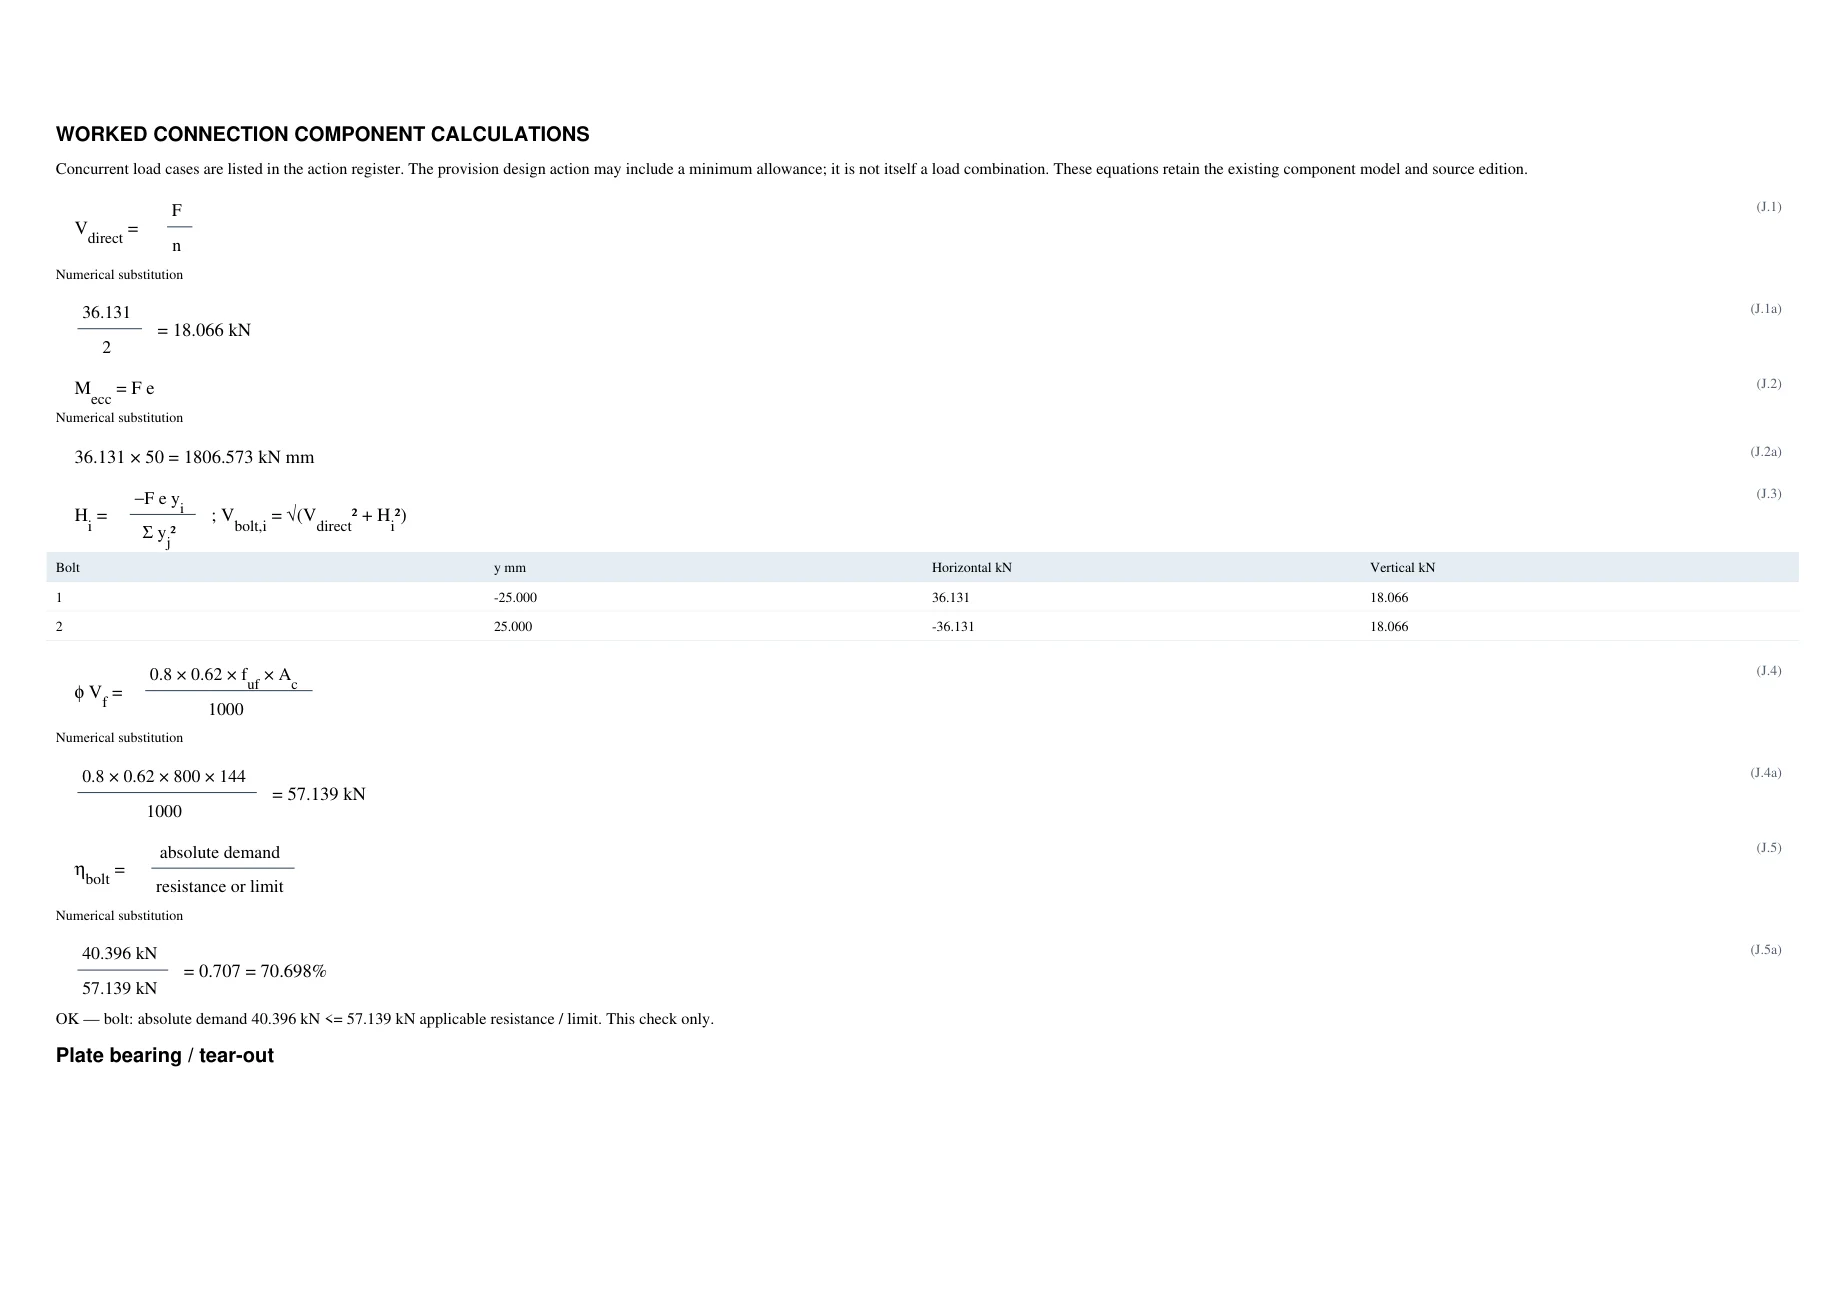 WORKED CONNECTION COMPONENT CALCULATIONS
Concurrent load cases are listed in the action register. The provision design action may include a minimum allowance; it is not itself a load combination. These equations retain the existing component model and source edition.
V_direct = F / n (J.1)
Numerical substitution
36.131 / 2 = 18.066 kN (J.1a)
M_ecc = F e (J.2)
Numerical substitution
36.131 × 50 = 1806.573 kN mm (J.2a)
H_i = −F e y_i / Σ y_j² ; V_bolt,i = √(V_direct² + H_i²) (J.3)
Bolt y mm Horizontal kN Vertical kN
1 -25.000 36.131 18.066
2 25.000 -36.131 18.066
ϕ V_f = 0.8 × 0.62 × f_uf × A_c / 1000 (J.4)
Numerical substitution
0.8 × 0.62 × 800 × 144 / 1000 = 57.139 kN (J.4a)
η_bolt = absolute demand / resistance or limit (J.5)
Numerical substitution
40.396 kN / 57.139 kN = 0.707 = 70.698% (J.5a)
OK — bolt: absolute demand 40.396 kN <= 57.139 kN applicable resistance / limit. This check only.
Plate bearing / tear-out